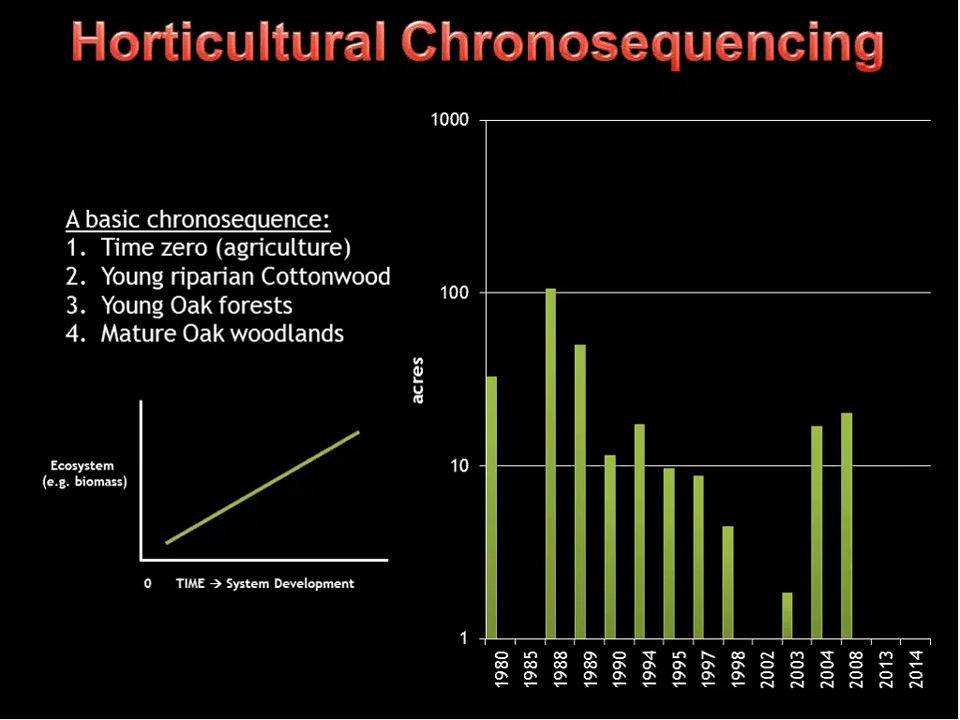 Horticultural Chronosequencing
A basic chronosequence:
1. Time zero (agriculture)
2. Young riparian Cottonwood
3. Young Oak forests
4. Mature Oak woodlands
Ecosystem
(e.g. biomass)
0 TIME → System Development
acres
1000
100
10
1
1980
1985
1988
1989
1990
1994
1995
1997
1998
2002
2003
2004
2008
2013
2014